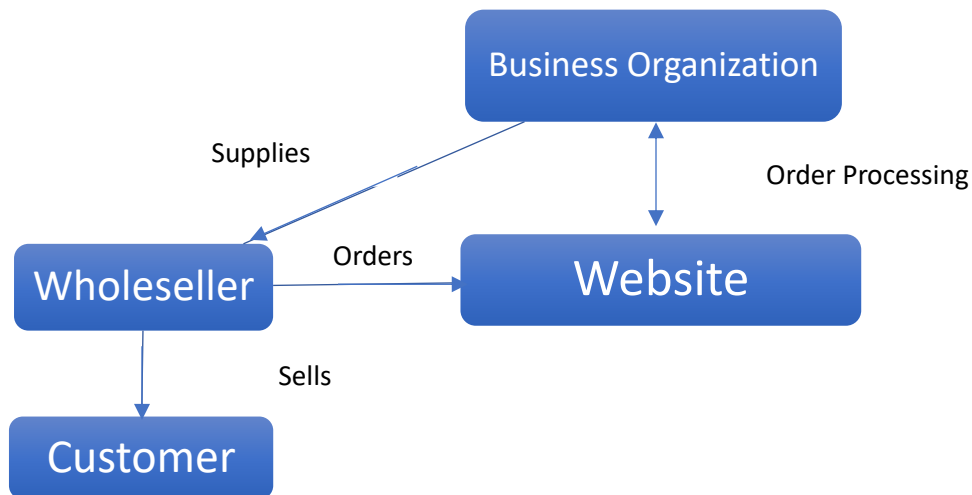 Business Organization
Supplies
Order Processing
Orders
Wholeseller
Website
Sells
Customer